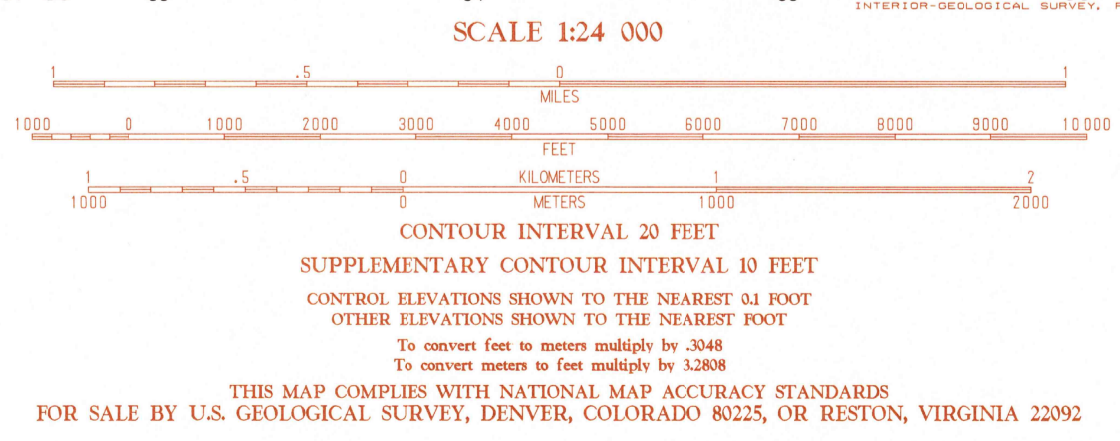 INTERIOR-GEOLOGICAL SURVEY,
SCALE 1:24 000
1 .5 0 1
MILES
1000 0 1000 2000 3000 4000 5000 6000 7000 8000 9000 10000
FEET
1 .5 0 KILOMETERS 1 2
1000 0 METERS 1000 2000
CONTOUR INTERVAL 20 FEET
SUPPLEMENTARY CONTOUR INTERVAL 10 FEET
CONTROL ELEVATIONS SHOWN TO THE NEAREST 0.1 FOOT
OTHER ELEVATIONS SHOWN TO THE NEAREST FOOT
To convert feet to meters multiply by .3048
To convert meters to feet multiply by 3.2808
THIS MAP COMPLIES WITH NATIONAL MAP ACCURACY STANDARDS
FOR SALE BY U.S. GEOLOGICAL SURVEY, DENVER, COLORADO 80225, OR RESTON, VIRGINIA 22092